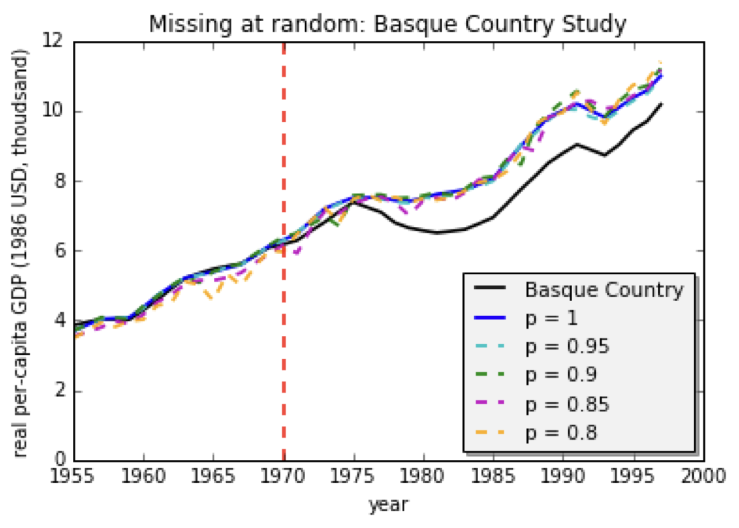 Missing at random: Basque Country Study
real per-capita GDP (1986 USD, thoudsand)
12
10
8
6
4
2
0
Basque Country
p = 1
p = 0.95
p = 0.9
p = 0.85
p = 0.8
1955 1960 1965 1970 1975 1980 1985 1990 1995 2000
year